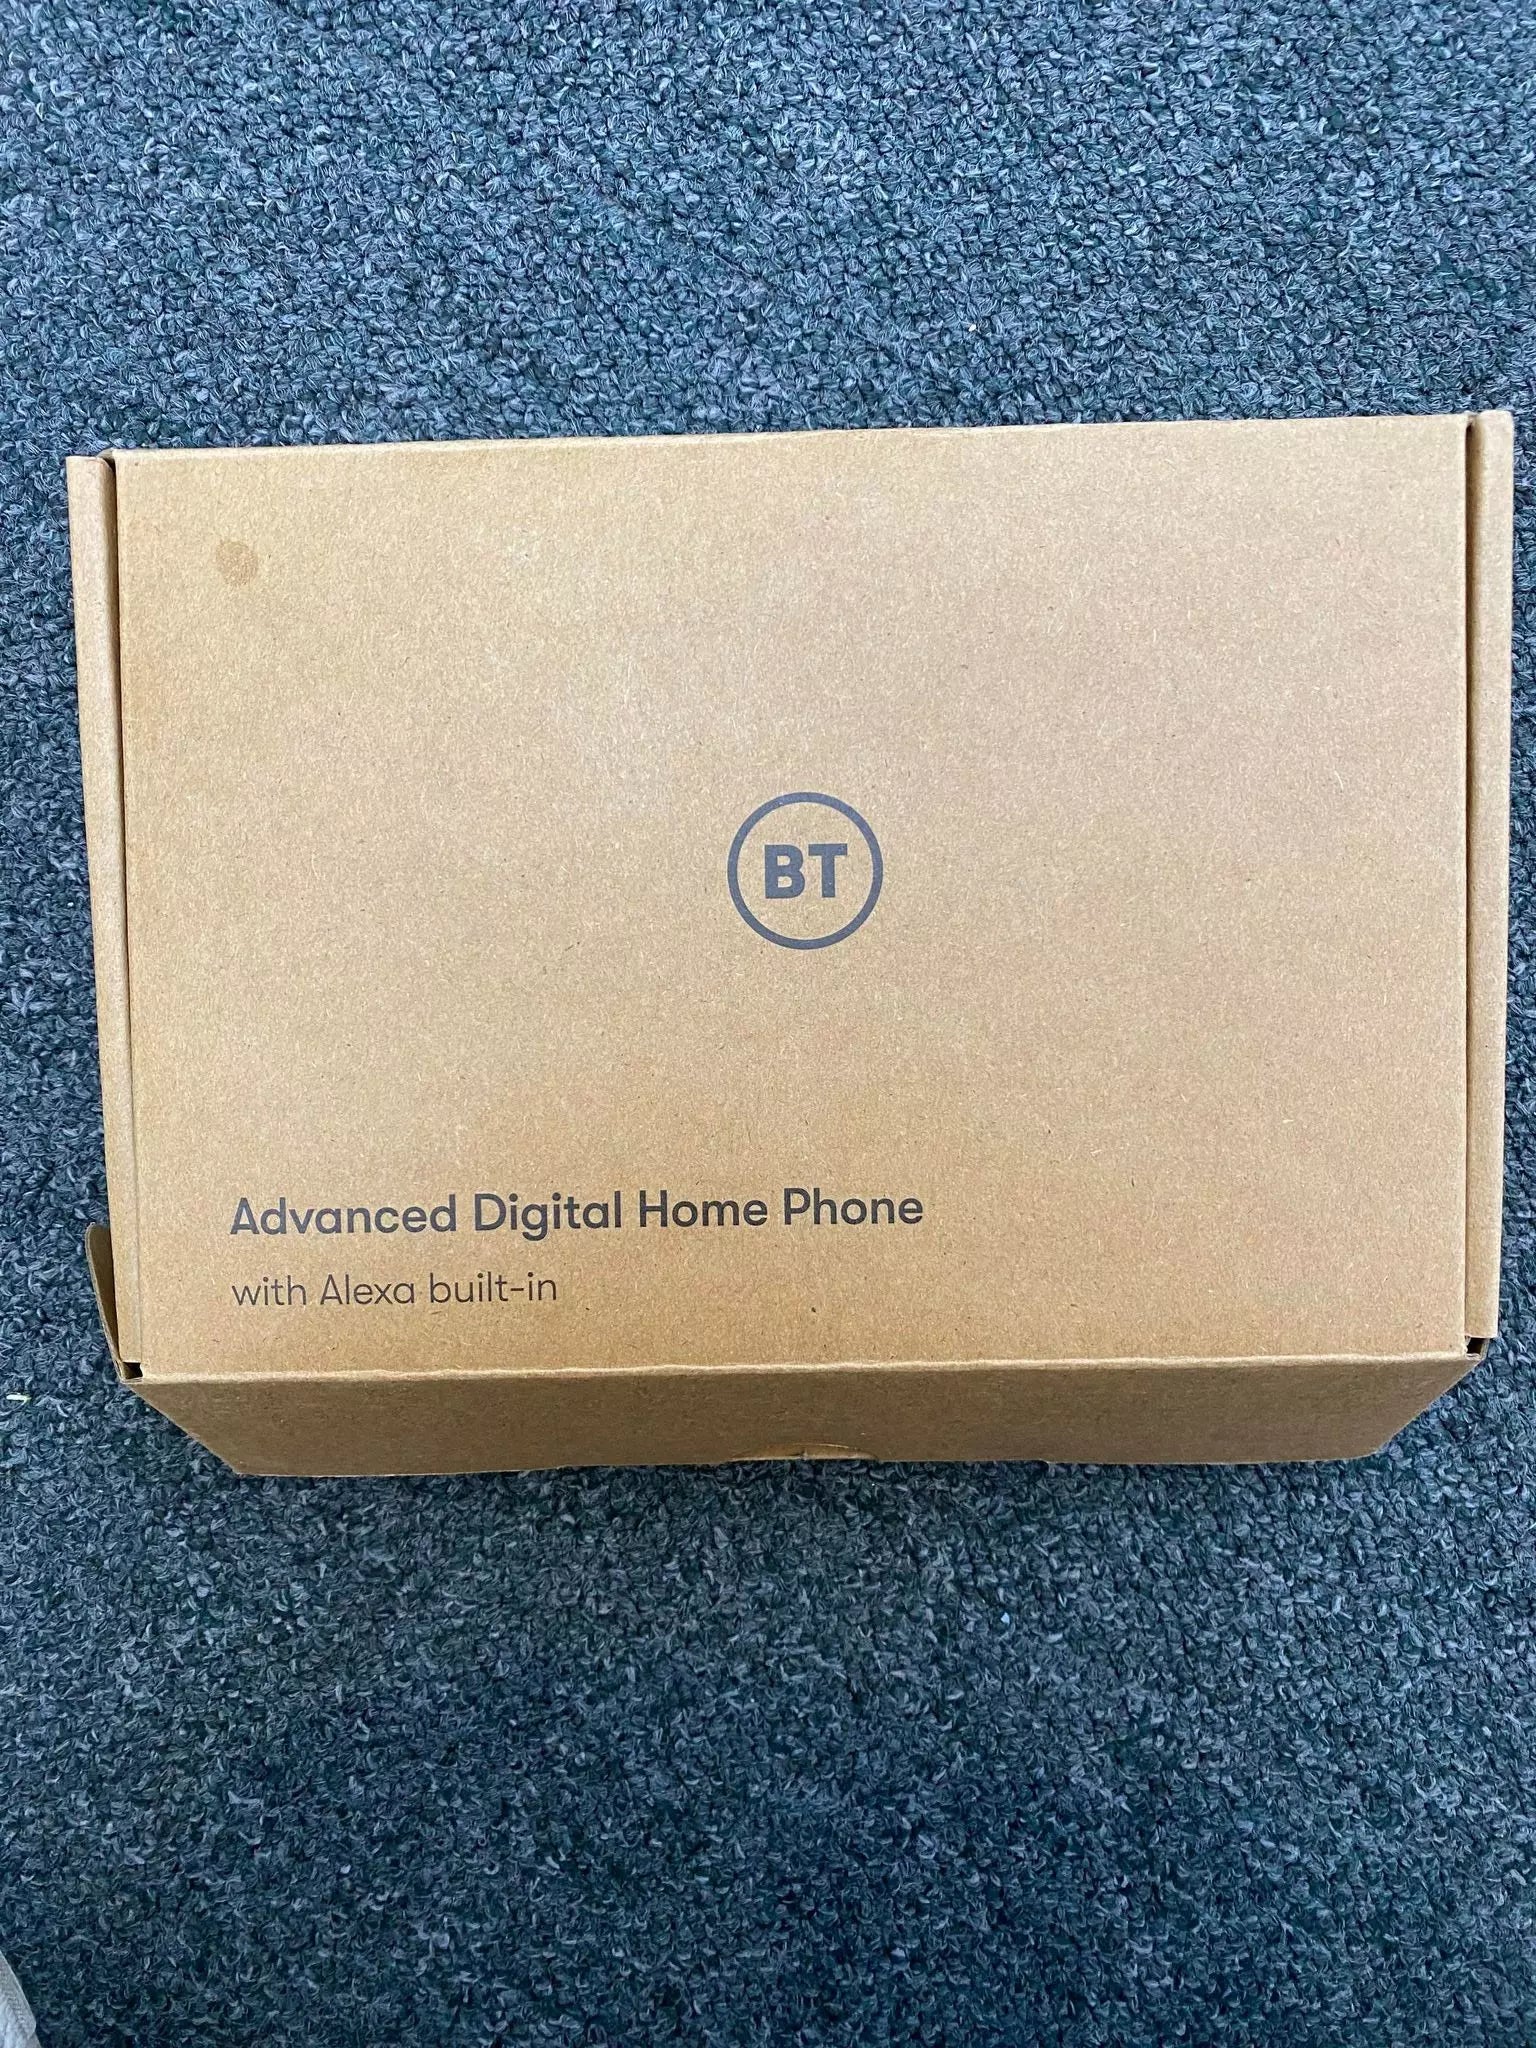 BT
Advanced Digital Home Phone
with Alexa built-in